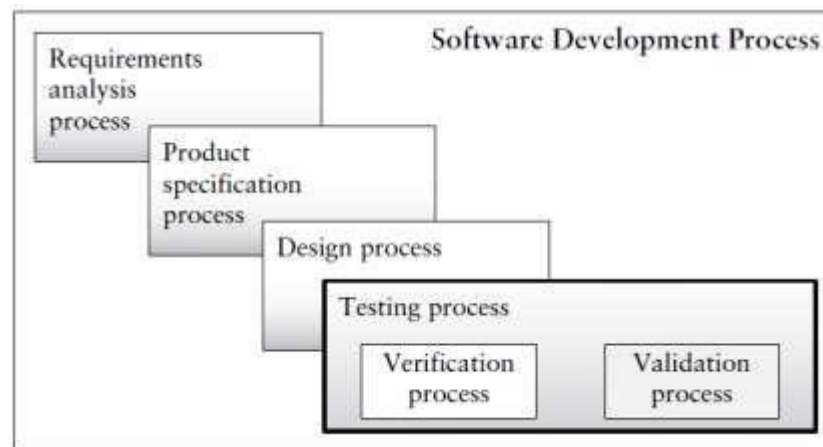 Software Development Process
Requirements
analysis
process
Product
specification
process
Design process
Testing process
Verification
process
Validation
process